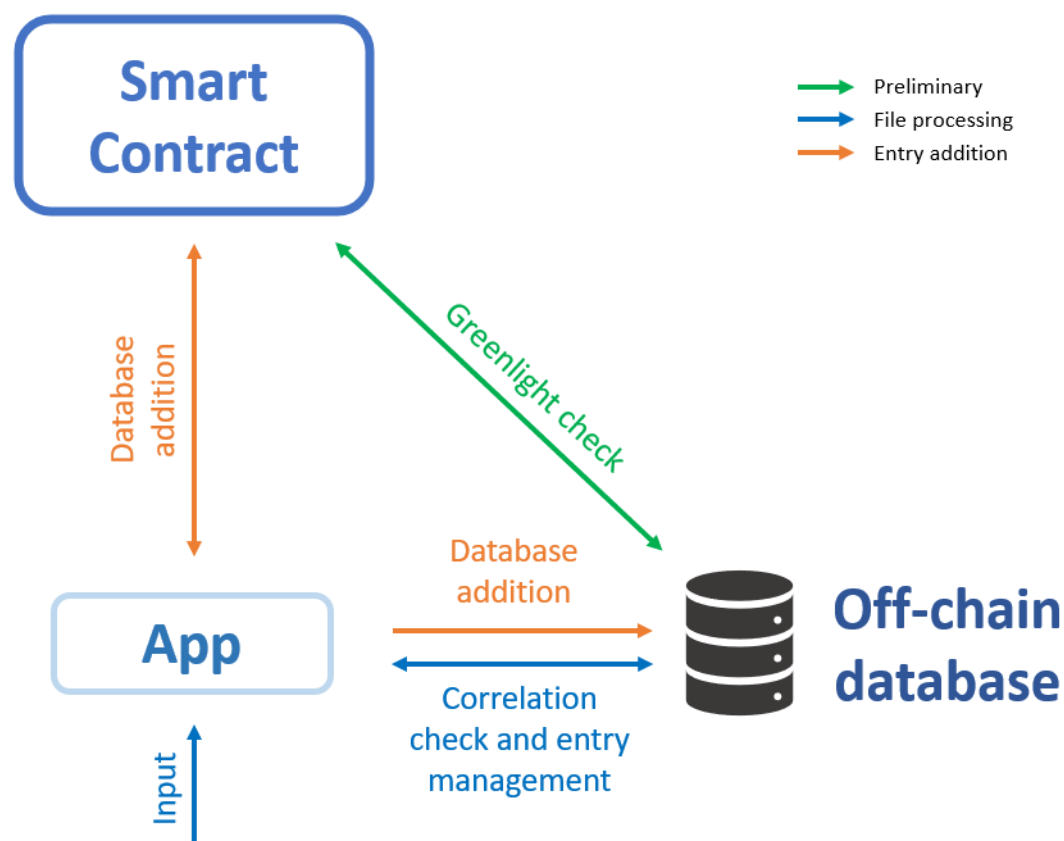 Smart
Contract
Preliminary
File processing
Entry addition
Greenlight check
Database
addition
Database
addition
App
Off-chain
database
Correlation
check and entry
management
Input